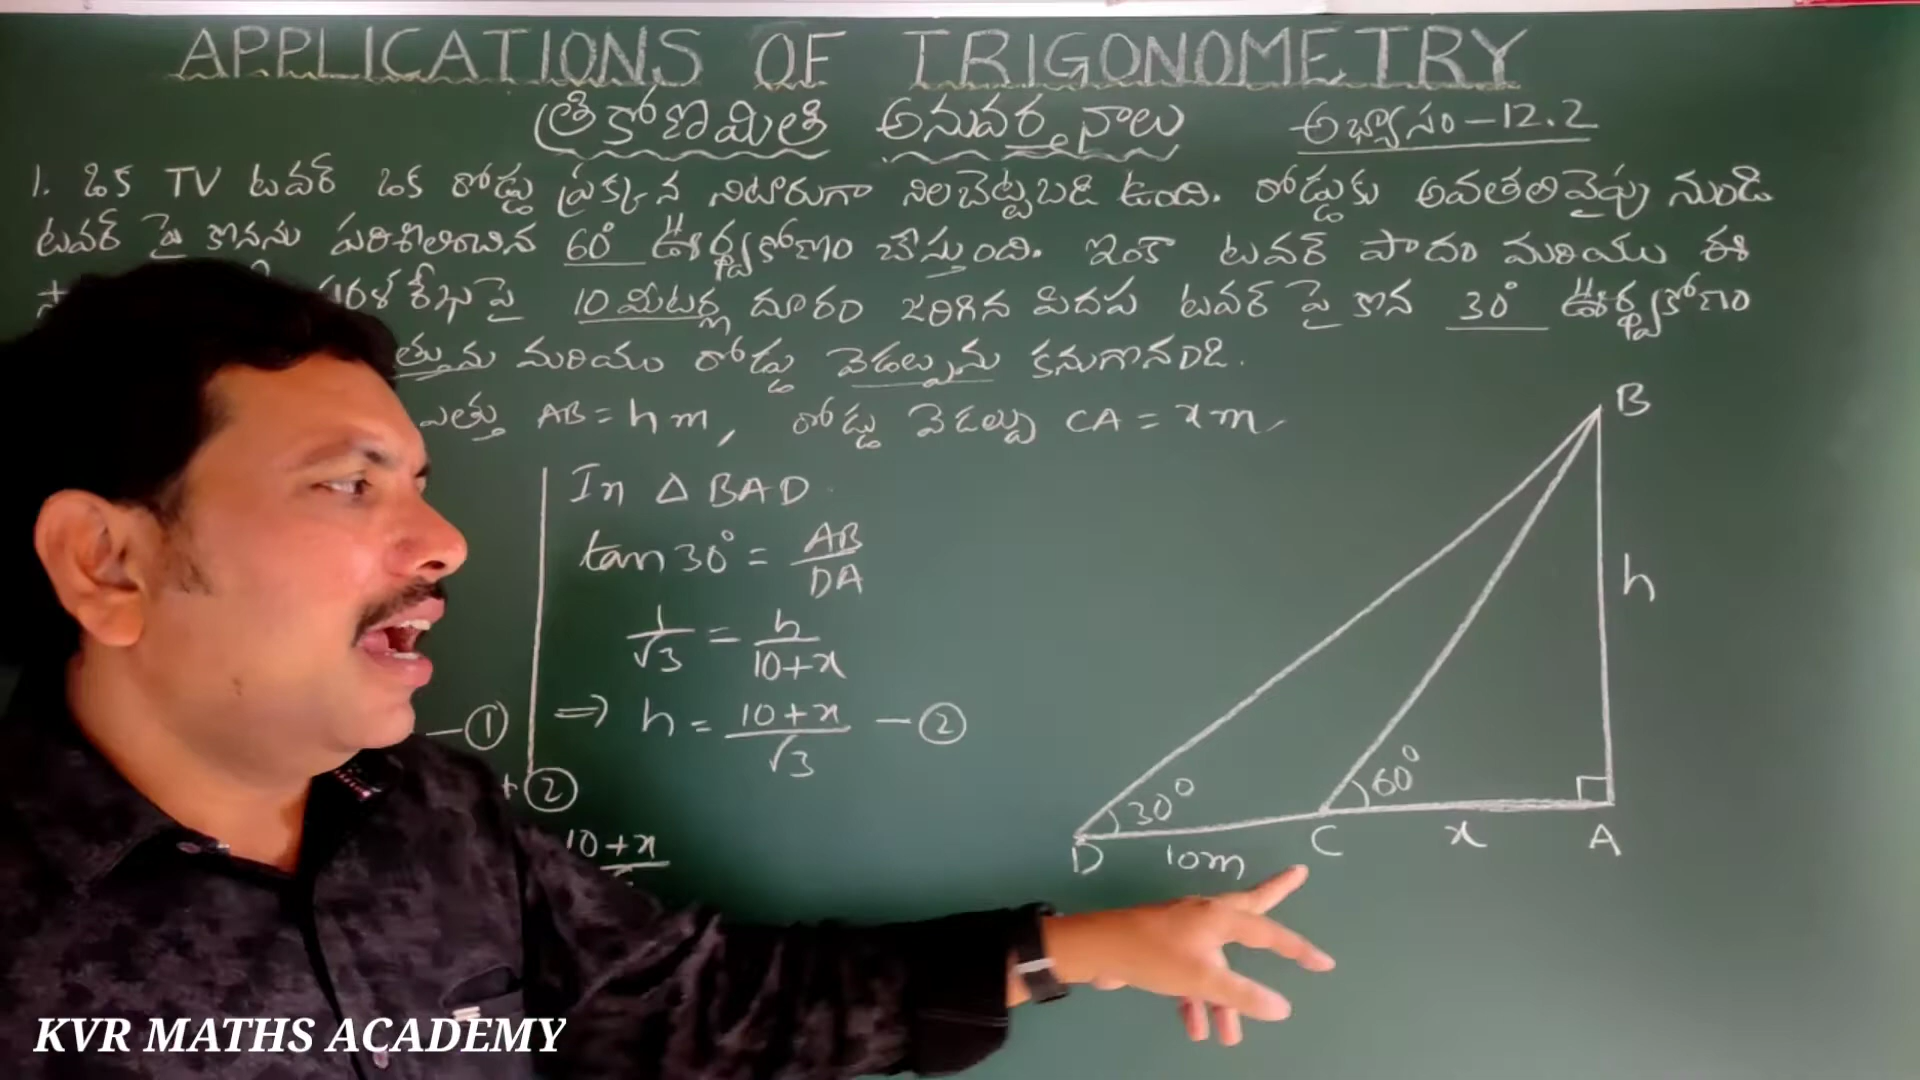 APPLICATIONS OF TRIGONOMETRY
త్రికోణమితి అనువర్తనాలు అభ్యాసం-12.2
1. ఒక TV టవర్ ఒక రోడ్డు ప్రక్కన నిటారుగా నిలబెట్టబడి ఉంది. రోడ్డుకు అవతలివైపు నుండి
టవర్ పై కొనను పరిశీలించిన 60° ఊర్ధ్వకోణం చేస్తుంది. ఇంకా టవర్ పాదం మరియు ఈ
సరళరేఖపై 10 మీటర్ల దూరం జరిగిన పిదప టవర్ పై కొన 30° ఊర్ధ్వకోణం
మరియు రోడ్డు వెడల్పును కనుగొనండి.
ఎత్తు AB = h m, రోడ్డు వెడల్పు CA = x m
In △ BAD
tan 30° = AB/DA
1/√3 = h/(10+x)
— ①
⇒ h = (10+x)/√3 — ②
②
10+x
B
h
30°
60°
D 10m C x A
KVR MATHS ACADEMY